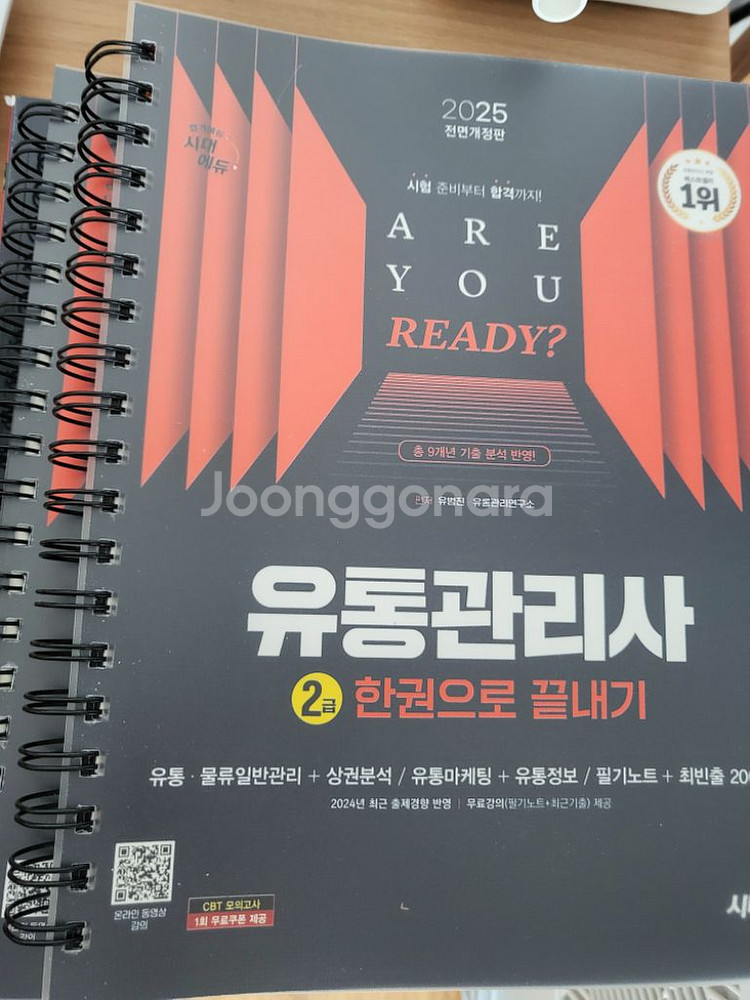 2025
전면개정판
시대
에듀
시험 준비부터 합격까지!
1위
ARE
YOU
READY?
총 9개년 기출 분석 반영!
Joonggonara
편저 유범진 · 유통관리연구소
유통관리사
2급 한권으로 끝내기
유통·물류일반관리 + 상권분석 / 유통마케팅 + 유통정보 / 필기노트 + 최빈출 200
2024년 최근 출제경향 반영 | 무료강의(필기노트+최근기출) 제공
온라인 동영상
강의
CBT 모의고사
1회 무료쿠폰 제공